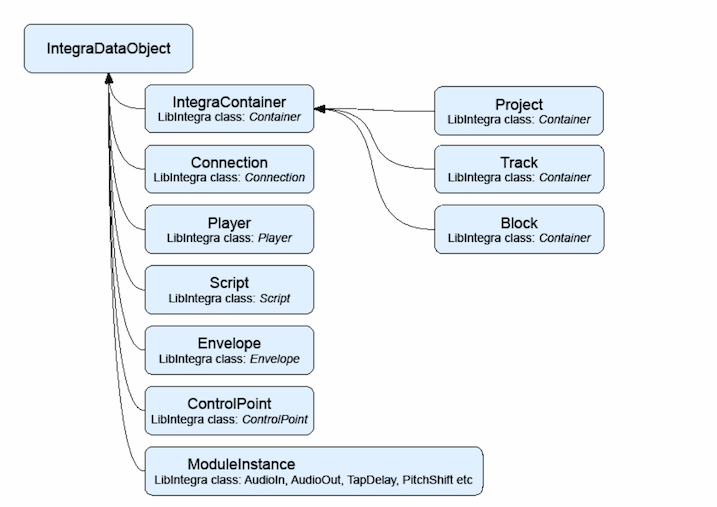 IntegraDataObject
IntegraContainer
LibIntegra class: Container
Project
LibIntegra class: Container
Connection
LibIntegra class: Connection
Track
LibIntegra class: Container
Player
LibIntegra class: Player
Block
LibIntegra class: Container
Script
LibIntegra class: Script
Envelope
LibIntegra class: Envelope
ControlPoint
LibIntegra class: ControlPoint
ModuleInstance
LibIntegra class: AudioIn, AudioOut, TapDelay, PitchShift etc